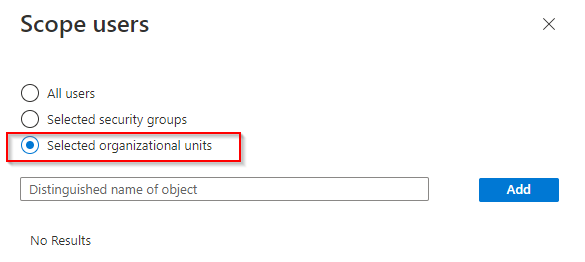 Scope users
All users
Selected security groups
Selected organizational units
Distinguished name of object
Add
No Results